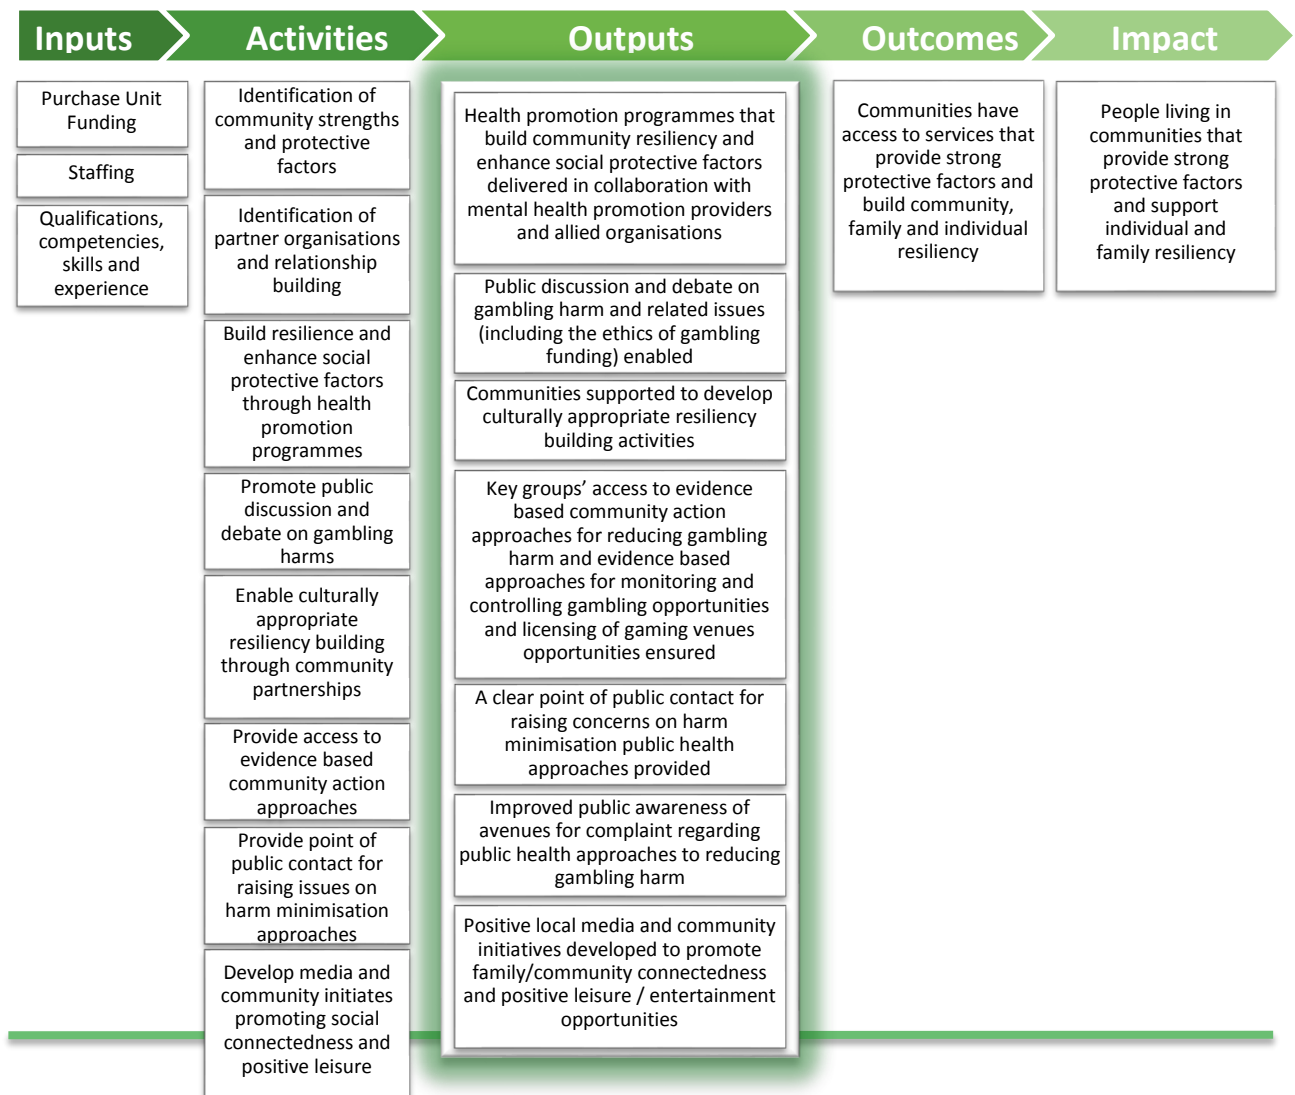 Inputs
Activities
Outputs
Outcomes
Impact
Purchase Unit
Funding
Staffing
Qualifications,
competencies,
skills and
experience
Identification of
community strengths
and protective
factors
Identification of
partner organisations
and relationship
building
Build resilience and
enhance social
protective factors
through health
promotion
programmes
Promote public
discussion and
debate on gambling
harms
Enable culturally
appropriate
resiliency building
through community
partnerships
Provide access to
evidence based
community action
approaches
Provide point of
public contact for
raising issues on
harm minimisation
approaches
Develop media and
community initiates
promoting social
connectedness and
positive leisure
Health promotion programmes that
build community resiliency and
enhance social protective factors
delivered in collaboration with
mental health promotion providers
and allied organisations
Public discussion and debate on
gambling harm and related issues
(including the ethics of gambling
funding) enabled
Communities supported to develop
culturally appropriate resiliency
building activities
Key groups’ access to evidence
based community action
approaches for reducing gambling
harm and evidence based
approaches for monitoring and
controlling gambling opportunities
and licensing of gaming venues
opportunities ensured
A clear point of public contact for
raising concerns on harm
minimisation public health
approaches provided
Improved public awareness of
avenues for complaint regarding
public health approaches to reducing
gambling harm
Positive local media and community
initiatives developed to promote
family/community connectedness
and positive leisure / entertainment
opportunities
Communities have
access to services that
provide strong
protective factors and
build community,
family and individual
resiliency
People living in
communities that
provide strong
protective factors
and support
individual and
family resiliency